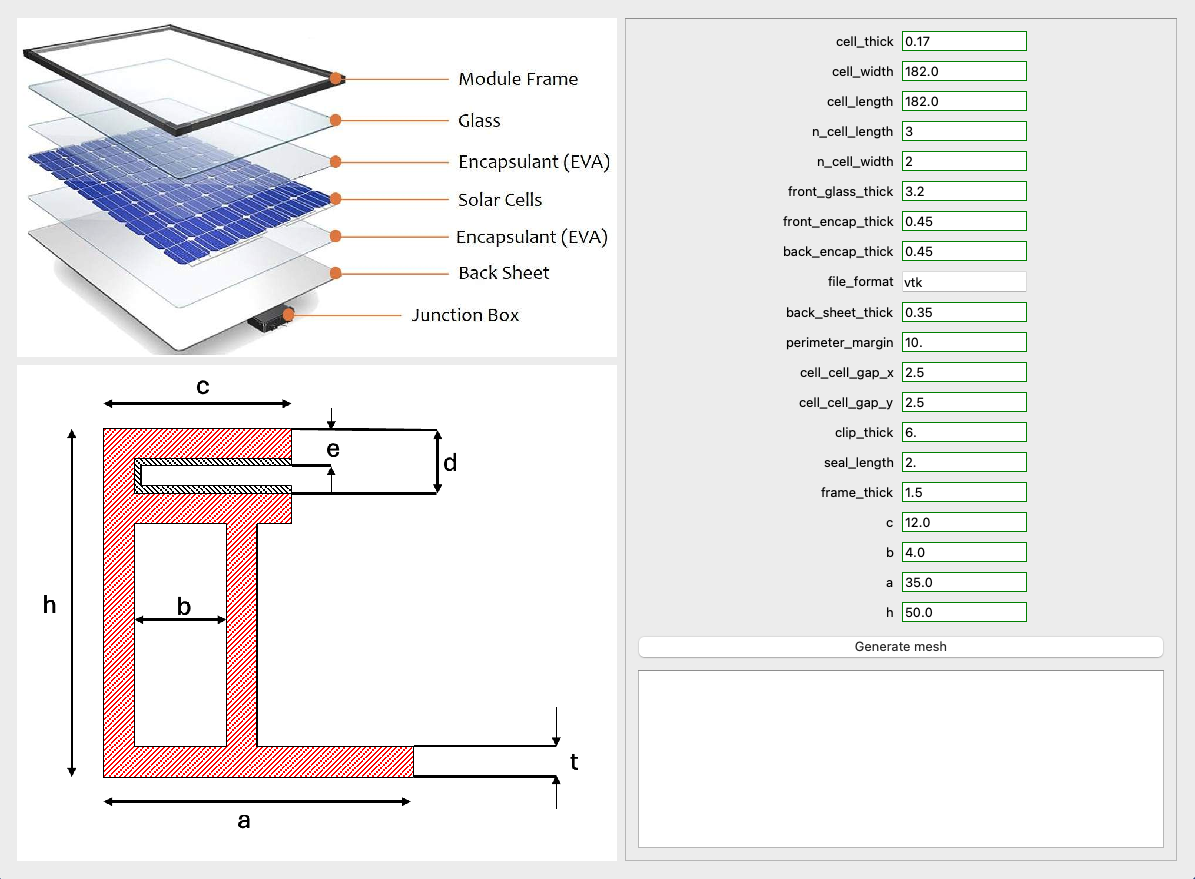 Module Frame
Glass
Encapsulant (EVA)
Solar Cells
Encapsulant (EVA)
Back Sheet
Junction Box
c
e
d
h
b
t
a
cell_thick 0.17
cell_width 182.0
cell_length 182.0
n_cell_length 3
n_cell_width 2
front_glass_thick 3.2
front_encap_thick 0.45
back_encap_thick 0.45
file_format vtk
back_sheet_thick 0.35
perimeter_margin 10.
cell_cell_gap_x 2.5
cell_cell_gap_y 2.5
clip_thick 6.
seal_length 2.
frame_thick 1.5
c 12.0
b 4.0
a 35.0
h 50.0
Generate mesh